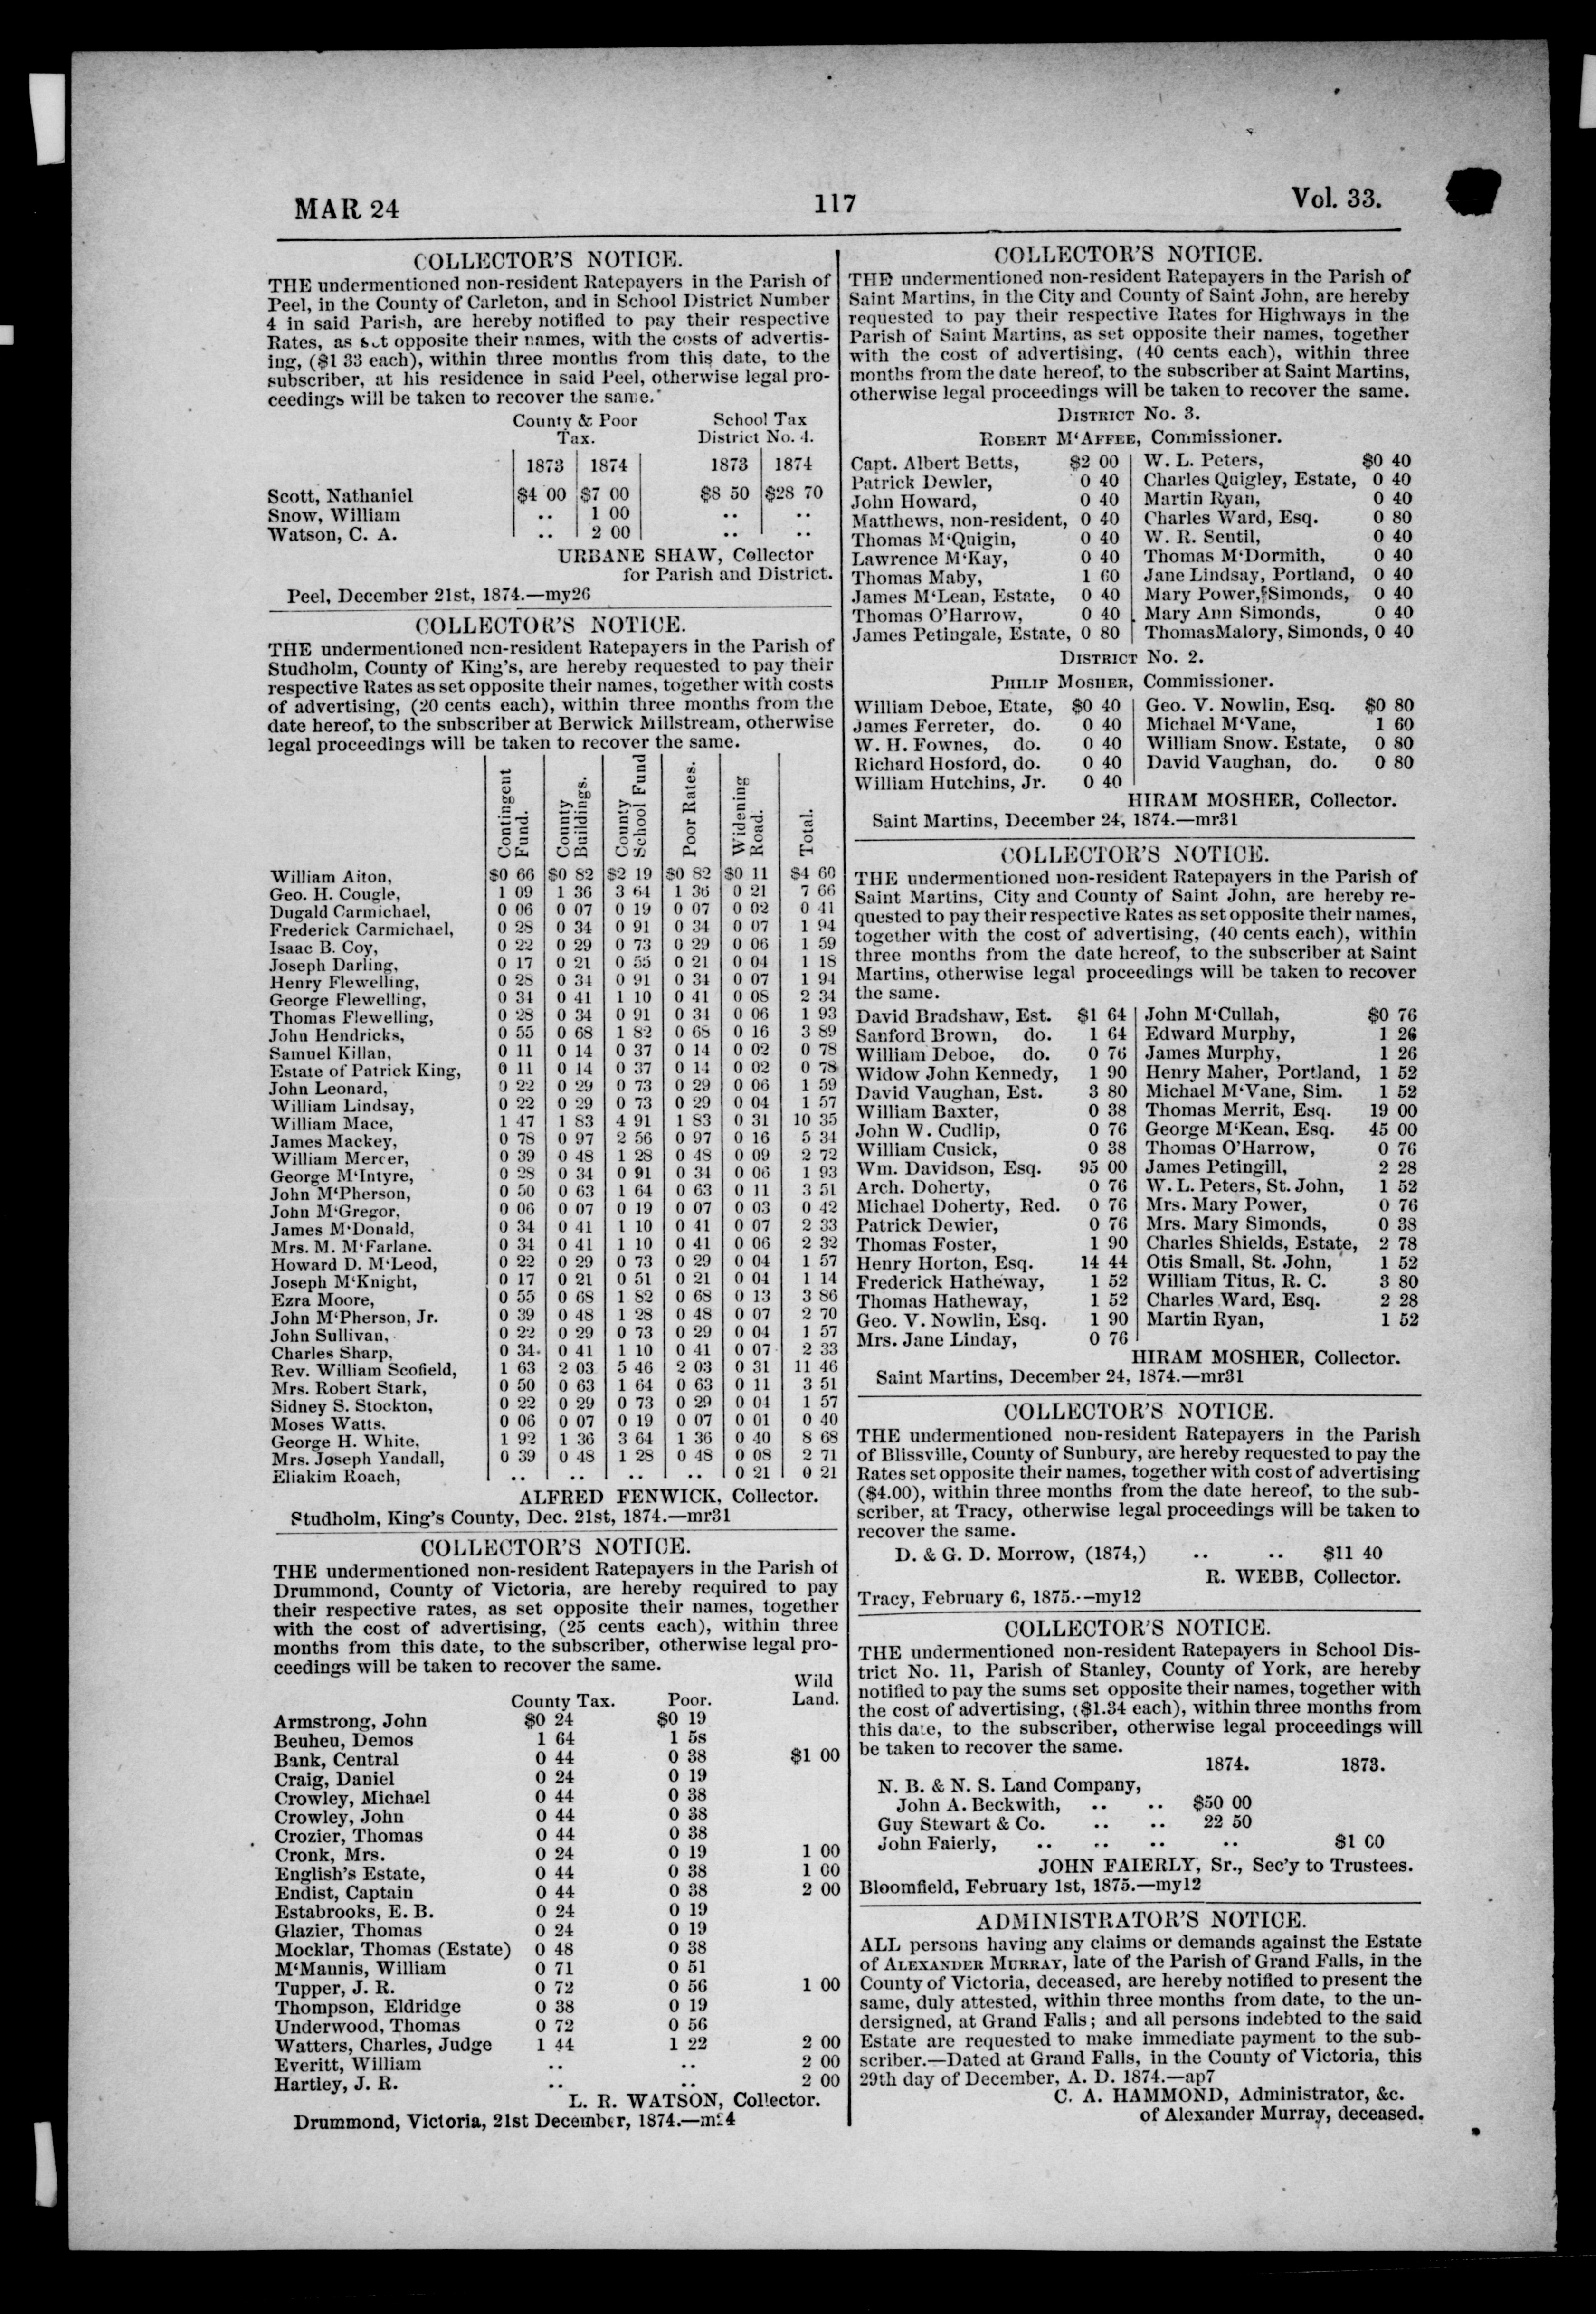 MAR 24
117
Vol. 33.
COLLECTOR'S NOTICE.
THE undermentioned non-resident Ratepayers in the Parish of
Peel, in the County of Carleton, and in School District Number
4 in said Parish, are hereby notified to pay their respective
Rates, as set opposite their names, with the costs of advertis-
ing, ($1 33 each), within three months from this date, to the
subscriber, at his residence in said Peel, otherwise legal pro-
ceedings will be taken to recover the same.
County & Poor School Tax
Tax. District No. 4.
1873 1874 1873 1874
Scott, Nathaniel $4 00 $7 00 $8 50 $28 70
Snow, William .. 1 00 .. ..
Watson, C. A. .. 2 00 .. ..
URBANE SHAW, Collector
for Parish and District.
Peel, December 21st, 1874.—my26
COLLECTOR'S NOTICE.
THE undermentioned non-resident Ratepayers in the Parish of
Studholm, County of King's, are hereby requested to pay their
respective Rates as set opposite their names, together with costs
of advertising, (20 cents each), within three months from the
date hereof, to the subscriber at Berwick Millstream, otherwise
legal proceedings will be taken to recover the same.
Contingent Fund. County Buildings. County School Fund Poor Rates. Widening Road. Total.
William Aiton, $0 66 $0 82 $2 19 $0 82 $0 11 $4 60
Geo. H. Cougle, 1 09 1 36 3 64 1 36 0 21 7 66
Dugald Carmichael, 0 06 0 07 0 19 0 07 0 02 0 41
Frederick Carmichael, 0 28 0 34 0 91 0 34 0 07 1 94
Isaac B. Coy, 0 22 0 29 0 73 0 29 0 06 1 59
Joseph Darling, 0 17 0 21 0 55 0 21 0 04 1 18
Henry Flewelling, 0 28 0 34 0 91 0 34 0 07 1 94
George Flewelling, 0 34 0 41 1 10 0 41 0 08 2 34
Thomas Flewelling, 0 28 0 34 0 91 0 34 0 06 1 93
John Hendricks, 0 55 0 68 1 82 0 68 0 16 3 89
Samuel Killan, 0 11 0 14 0 37 0 14 0 02 0 78
Estate of Patrick King, 0 11 0 14 0 37 0 14 0 02 0 78
John Leonard, 0 22 0 29 0 73 0 29 0 06 1 59
William Lindsay, 0 22 0 29 0 73 0 29 0 04 1 57
William Mace, 1 47 1 83 4 91 1 83 0 31 10 35
James Mackey, 0 78 0 97 2 56 0 97 0 16 5 34
William Mercer, 0 39 0 48 1 28 0 48 0 09 2 72
George M'Intyre, 0 28 0 34 0 91 0 34 0 06 1 93
John M'Pherson, 0 50 0 63 1 64 0 63 0 11 3 51
John M'Gregor, 0 06 0 07 0 19 0 07 0 03 0 42
James M'Donald, 0 34 0 41 1 10 0 41 0 07 2 33
Mrs. M. M'Farlane. 0 34 0 41 1 10 0 41 0 06 2 32
Howard D. M'Leod, 0 22 0 29 0 73 0 29 0 04 1 57
Joseph M'Knight, 0 17 0 21 0 51 0 21 0 04 1 14
Ezra Moore, 0 55 0 68 1 82 0 68 0 13 3 86
John M'Pherson, Jr. 0 39 0 48 1 28 0 48 0 07 2 70
John Sullivan, 0 22 0 29 0 73 0 29 0 04 1 57
Charles Sharp, 0 34 0 41 1 10 0 41 0 07 2 33
Rev. William Scofield, 1 63 2 03 5 46 2 03 0 31 11 46
Mrs. Robert Stark, 0 50 0 63 1 64 0 63 0 11 3 51
Sidney S. Stockton, 0 22 0 29 0 73 0 29 0 04 1 57
Moses Watts. 0 06 0 07 0 19 0 07 0 01 0 40
George H. White, 1 92 1 36 3 64 1 36 0 40 8 68
Mrs. Joseph Yandall, 0 39 0 48 1 28 0 48 0 08 2 71
Eliakim Roach, .. .. .. .. 0 21 0 21
ALFRED FENWICK, Collector.
Studholm, King's County, Dec. 21st, 1874.—mr31
COLLECTOR'S NOTICE.
THE undermentioned non-resident Ratepayers in the Parish of
Drummond, County of Victoria, are hereby required to pay
their respective rates, as set opposite their names, together
with the cost of advertising, (25 cents each), within three
months from this date, to the subscriber, otherwise legal pro-
ceedings will be taken to recover the same.
Wild
County Tax. Poor. Land.
Armstrong, John $0 24 $0 19
Beuheu, Demos 1 64 1 58
Bank, Central 0 44 0 38 $1 00
Craig, Daniel 0 24 0 19
Crowley, Michael 0 44 0 38
Crowley, John 0 44 0 38
Crozier, Thomas 0 44 0 38
Cronk, Mrs. 0 24 0 19 1 00
English's Estate, 0 44 0 38 1 00
Endist, Captain 0 44 0 38 2 00
Estabrooks, E. B. 0 24 0 19
Glazier, Thomas 0 24 0 19
Mocklar, Thomas (Estate) 0 48 0 38
M'Mannis, William 0 71 0 51
Tupper, J. R. 0 72 0 56 1 00
Thompson, Eldridge 0 38 0 19
Underwood, Thomas 0 72 0 56
Watters, Charles, Judge 1 44 1 22 2 00
Everitt, William .. .. 2 00
Hartley, J. R. .. .. 2 00
L. R. WATSON, Collector.
Drummond, Victoria, 21st December, 1874.—m24
COLLECTOR'S NOTICE.
THE undermentioned non-resident Ratepayers in the Parish of
Saint Martins, in the City and County of Saint John, are hereby
requested to pay their respective Rates for Highways in the
Parish of Saint Martins, as set opposite their names, together
with the cost of advertising, (40 cents each), within three
months from the date hereof, to the subscriber at Saint Martins,
otherwise legal proceedings will be taken to recover the same.
DISTRICT No. 3.
ROBERT M'AFFEE, Commissioner.
Capt. Albert Betts, $2 00 W. L. Peters, $0 40
Patrick Dewler, 0 40 Charles Quigley, Estate, 0 40
John Howard, 0 40 Martin Ryan, 0 40
Matthews, non-resident, 0 40 Charles Ward, Esq. 0 80
Thomas M'Quigin, 0 40 W. R. Sentil, 0 40
Lawrence M'Kay, 0 40 Thomas M'Dormith, 0 40
Thomas Maby, 1 60 Jane Lindsay, Portland, 0 40
James M'Lean, Estate, 0 40 Mary Power, Simonds, 0 40
Thomas O'Harrow, 0 40 Mary Ann Simonds, 0 40
James Petingale, Estate, 0 80 ThomasMalory, Simonds, 0 40
DISTRICT No. 2.
PHILIP MOSHER, Commissioner.
William Deboe, Etate, $0 40 Geo. V. Nowlin, Esq. $0 80
James Ferreter, do. 0 40 Michael M'Vane, 1 60
W. H. Fownes, do. 0 40 William Snow. Estate, 0 80
Richard Hosford, do. 0 40 David Vaughan, do. 0 80
William Hutchins, Jr. 0 40
HIRAM MOSHER, Collector.
Saint Martins, December 24, 1874.—mr31
COLLECTOR'S NOTICE.
THE undermentioned non-resident Ratepayers in the Parish of
Saint Martins, City and County of Saint John, are hereby re-
quested to pay their respective Rates as set opposite their names,
together with the cost of advertising, (40 cents each), within
three months from the date hereof, to the subscriber at Saint
Martins, otherwise legal proceedings will be taken to recover
the same.
David Bradshaw, Est. $1 64 John M'Cullah, $0 76
Sanford Brown, do. 1 64 Edward Murphy, 1 26
William Deboe, do. 0 76 James Murphy, 1 26
Widow John Kennedy, 1 90 Henry Maher, Portland, 1 52
David Vaughan, Est. 3 80 Michael M'Vane, Sim. 1 52
William Baxter, 0 38 Thomas Merrit, Esq. 19 00
John W. Cudlip, 0 76 George M'Kean, Esq. 45 00
William Cusick, 0 38 Thomas O'Harrow, 0 76
Wm. Davidson, Esq. 95 00 James Petingill, 2 28
Arch. Doherty, 0 76 W. L. Peters, St. John, 1 52
Michael Doherty, Red. 0 76 Mrs. Mary Power, 0 76
Patrick Dewier, 0 76 Mrs. Mary Simonds, 0 38
Thomas Foster, 1 90 Charles Shields, Estate, 2 78
Henry Horton, Esq. 14 44 Otis Small, St. John, 1 52
Frederick Hatheway, 1 52 William Titus, R. C. 3 80
Thomas Hatheway, 1 52 Charles Ward, Esq. 2 28
Geo. V. Nowlin, Esq. 1 90 Martin Ryan, 1 52
Mrs. Jane Linday, 0 76
HIRAM MOSHER, Collector.
Saint Martins, December 24, 1874.—mr31
COLLECTOR'S NOTICE.
THE undermentioned non-resident Ratepayers in the Parish
of Blissville, County of Sunbury, are hereby requested to pay the
Rates set opposite their names, together with cost of advertising
($4.00), within three months from the date hereof, to the sub-
scriber, at Tracy, otherwise legal proceedings will be taken to
recover the same.
D. & G. D. Morrow, (1874,) .. .. $11 40
R. WEBB, Collector.
Tracy, February 6, 1875.--my12
COLLECTOR'S NOTICE.
THE undermentioned non-resident Ratepayers in School Dis-
trict No. 11, Parish of Stanley, County of York, are hereby
notified to pay the sums set opposite their names, together with
the cost of advertising, ($1.34 each), within three months from
this date, to the subscriber, otherwise legal proceedings will
be taken to recover the same.
1874. 1873.
N. B. & N. S. Land Company,
John A. Beckwith, .. .. $50 00
Guy Stewart & Co. .. .. 22 50
John Faierly, .. .. .. .. $1 00
JOHN FAIERLY, Sr., Sec'y to Trustees.
Bloomfield, February 1st, 1875.—my12
ADMINISTRATOR'S NOTICE.
ALL persons having any claims or demands against the Estate
of ALEXANDER MURRAY, late of the Parish of Grand Falls, in the
County of Victoria, deceased, are hereby notified to present the
same, duly attested, within three months from date, to the un-
dersigned, at Grand Falls; and all persons indebted to the said
Estate are requested to make immediate payment to the sub-
scriber.—Dated at Grand Falls, in the County of Victoria, this
29th day of December, A. D. 1874.—ap7
C. A. HAMMOND, Administrator, &c.
of Alexander Murray, deceased.